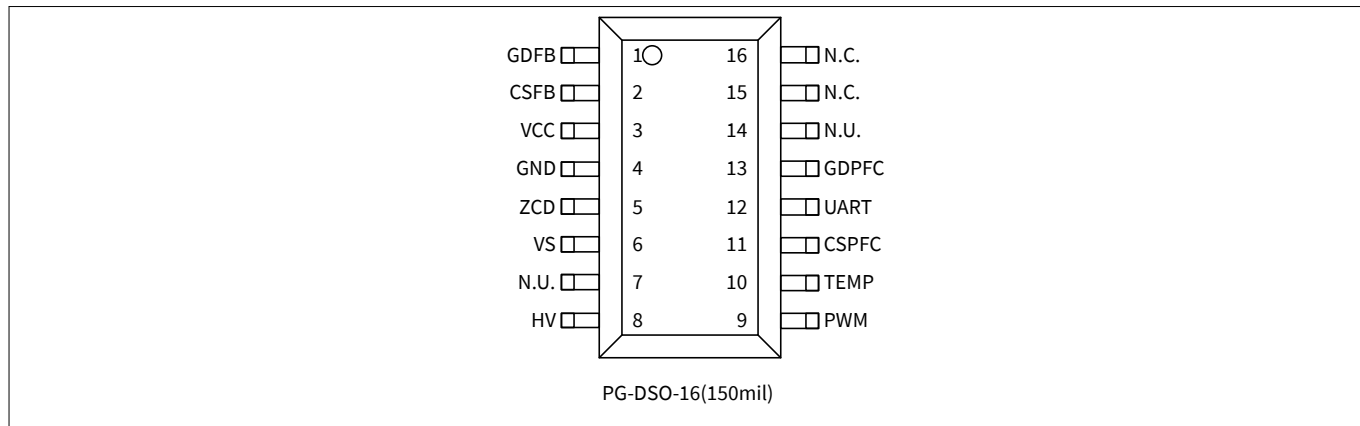 GDFB 1 16 N.C.
CSFB 2 15 N.C.
VCC 3 14 N.U.
GND 4 13 GDPFC
ZCD 5 12 UART
VS 6 11 CSPFC
N.U. 7 10 TEMP
HV 8 9 PWM
PG-DSO-16(150mil)